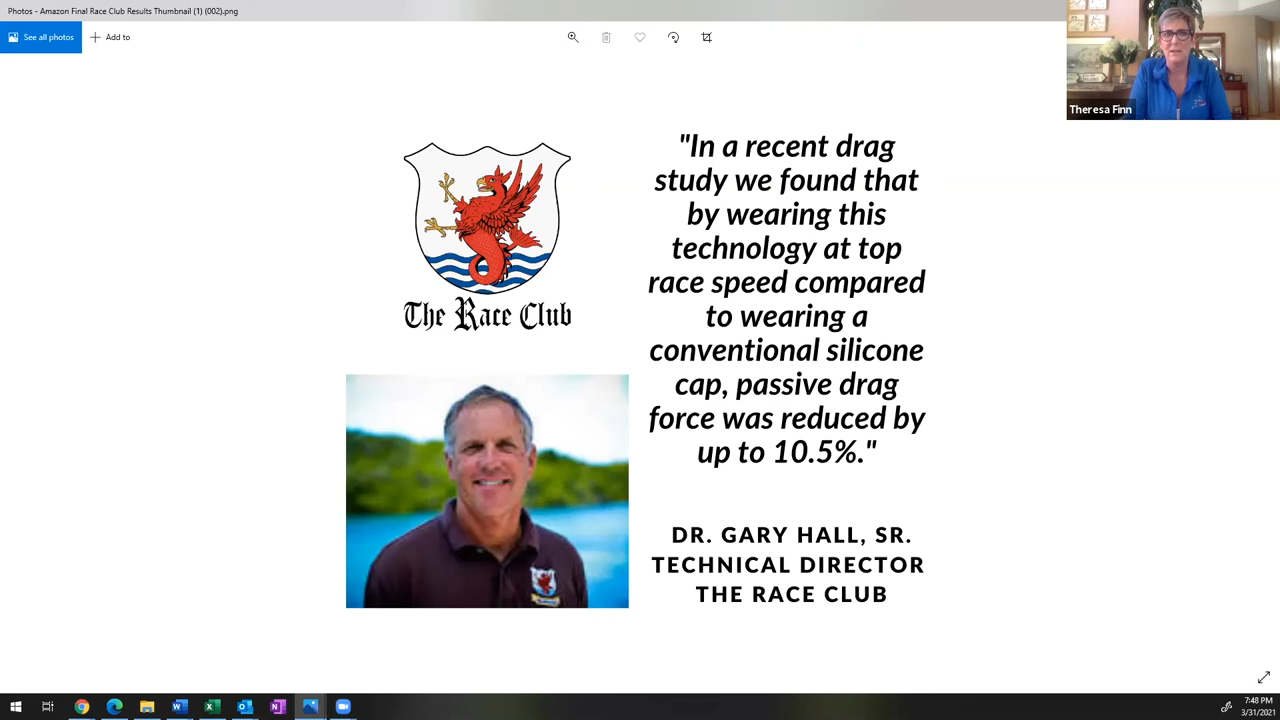 Photos - Amazon Final Race Club Results Thumbnail (1) (002).png
See all photos
Add to
Theresa Finn
"In a recent drag
study we found that
by wearing this
technology at top
race speed compared
to wearing a
conventional silicone
cap, passive drag
force was reduced by
up to 10.5%."
The Race Club
DR. GARY HALL, SR.
TECHNICAL DIRECTOR
THE RACE CLUB
7:48 PM
3/31/2021